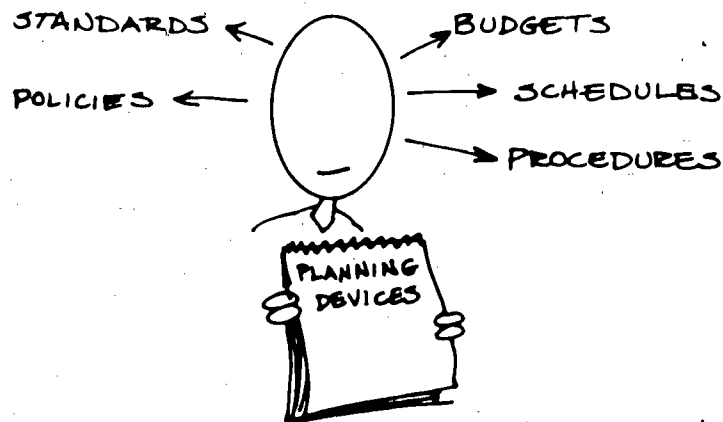 STANDARDS
BUDGETS
POLICIES
SCHEDULES
PROCEDURES
PLANNING
DEVICES